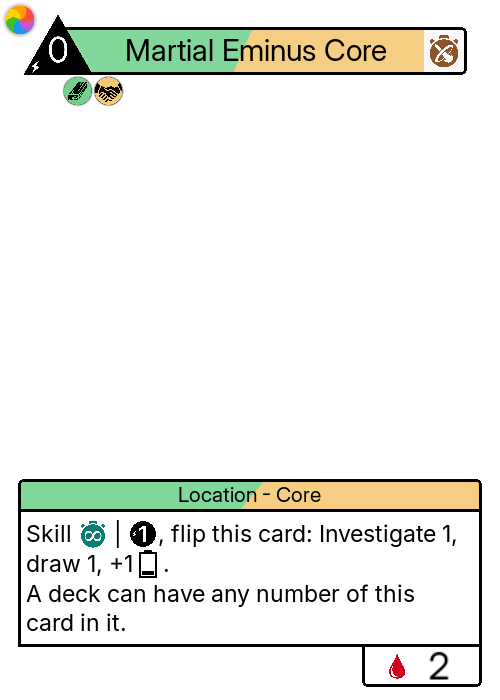 0 Martial Eminus Core
Location - Core
Skill ∞ | 1, flip this card: Investigate 1,
draw 1, +1 .
A deck can have any number of this
card in it.
2